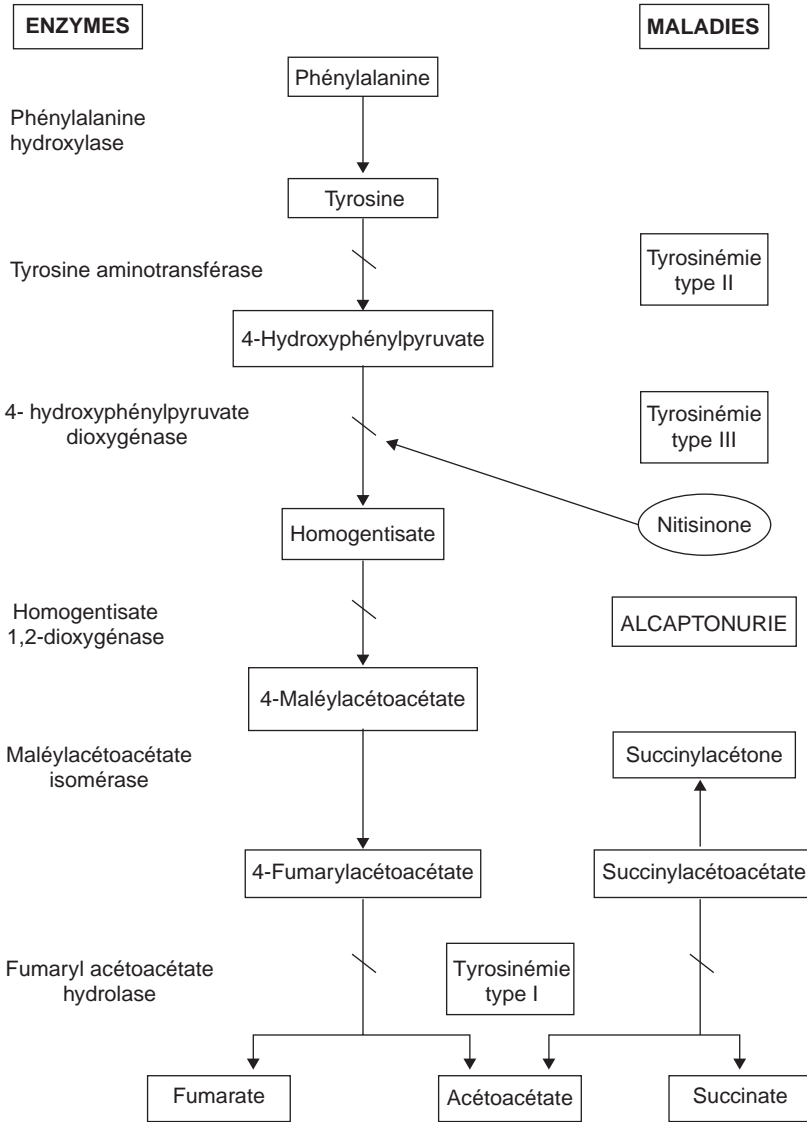 ENZYMES
MALADIES
Phénylalanine
Phénylalanine
hydroxylase
Tyrosine
Tyrosine aminotransférase
Tyrosinémie
type II
4-Hydroxyphénylpyruvate
4- hydroxyphénylpyruvate
dioxygénase
Tyrosinémie
type III
Nitisinone
Homogentisate
Homogentisate
1,2-dioxygénase
ALCAPTONURIE
4-Maléylacétoacétate
Maléylacétoacétate
isomérase
Succinylacétone
4-Fumarylacétoacétate
Succinylacétoacétate
Fumaryl acétoacétate
hydrolase
Tyrosinémie
type I
Fumarate
Acétoacétate
Succinate